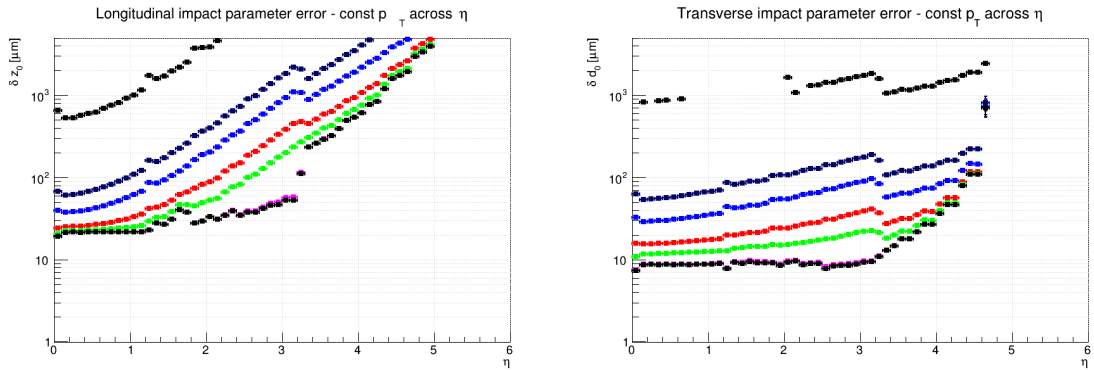 Longitudinal impact parameter error - const p T across η
δ z0 [μm]
10³
10²
10
1
0 1 2 3 4 5 6
η
Transverse impact parameter error - const pT across η
δ d0 [μm]
10³
10²
10
1
0 1 2 3 4 5 6
η